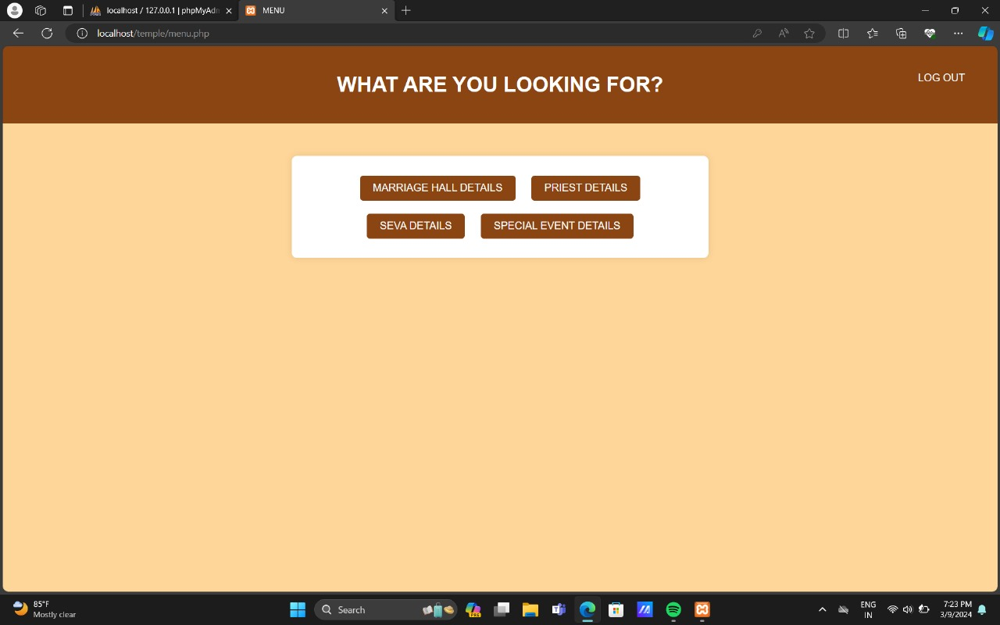 localhost / 127.0.0.1 | phpMyAdn
MENU
localhost/temple/menu.php
WHAT ARE YOU LOOKING FOR?
LOG OUT
MARRIAGE HALL DETAILS
PRIEST DETAILS
SEVA DETAILS
SPECIAL EVENT DETAILS
85°F
Mostly clear
Search
PRE
ENG
IN
7:23 PM
3/9/2024